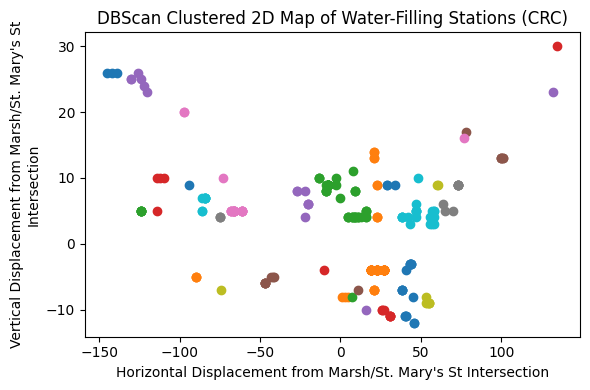 DBScan Clustered 2D Map of Water-Filling Stations (CRC)
Vertical Displacement from Marsh/St. Mary's St
Intersection
30
20
10
0
−10
−150
−100
−50
0
50
100
Horizontal Displacement from Marsh/St. Mary's St Intersection